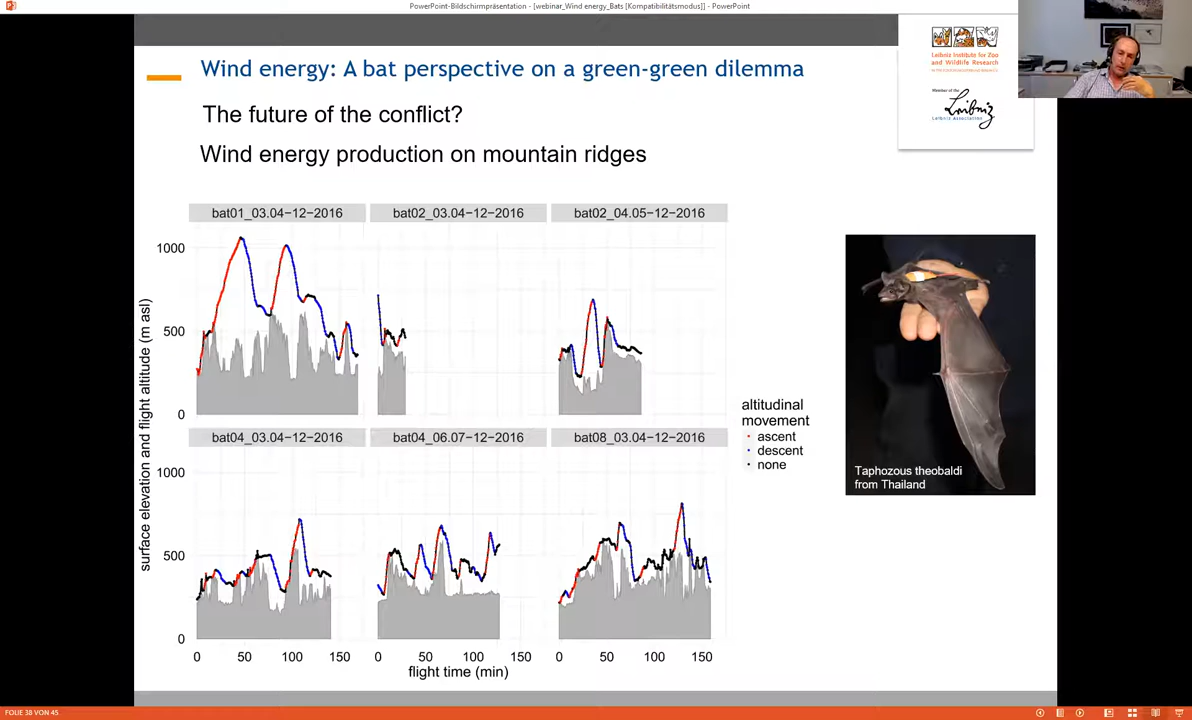 PowerPoint-Bildschirmpräsentation - [webinar_Wind energy_Bats [Kompatibilitätsmodus]] - PowerPoint
Wind energy: A bat perspective on a green-green dilemma
Leibniz Institute for Zoo
and Wildlife Research
Member of the
Leibniz
Leibniz Association
The future of the conflict?
Wind energy production on mountain ridges
bat01_03.04−12−2016
bat02_03.04−12−2016
bat02_04.05−12−2016
1000
500
0
bat04_03.04−12−2016
bat04_06.07−12−2016
bat08_03.04−12−2016
1000
500
0
surface elevation and flight altitude (m asl)
0 50 100 150 0 50 100 150 0 50 100 150
flight time (min)
altitudinal
movement
ascent
descent
none
Taphozous theobaldi
from Thailand
FOLIE 38 VON 45